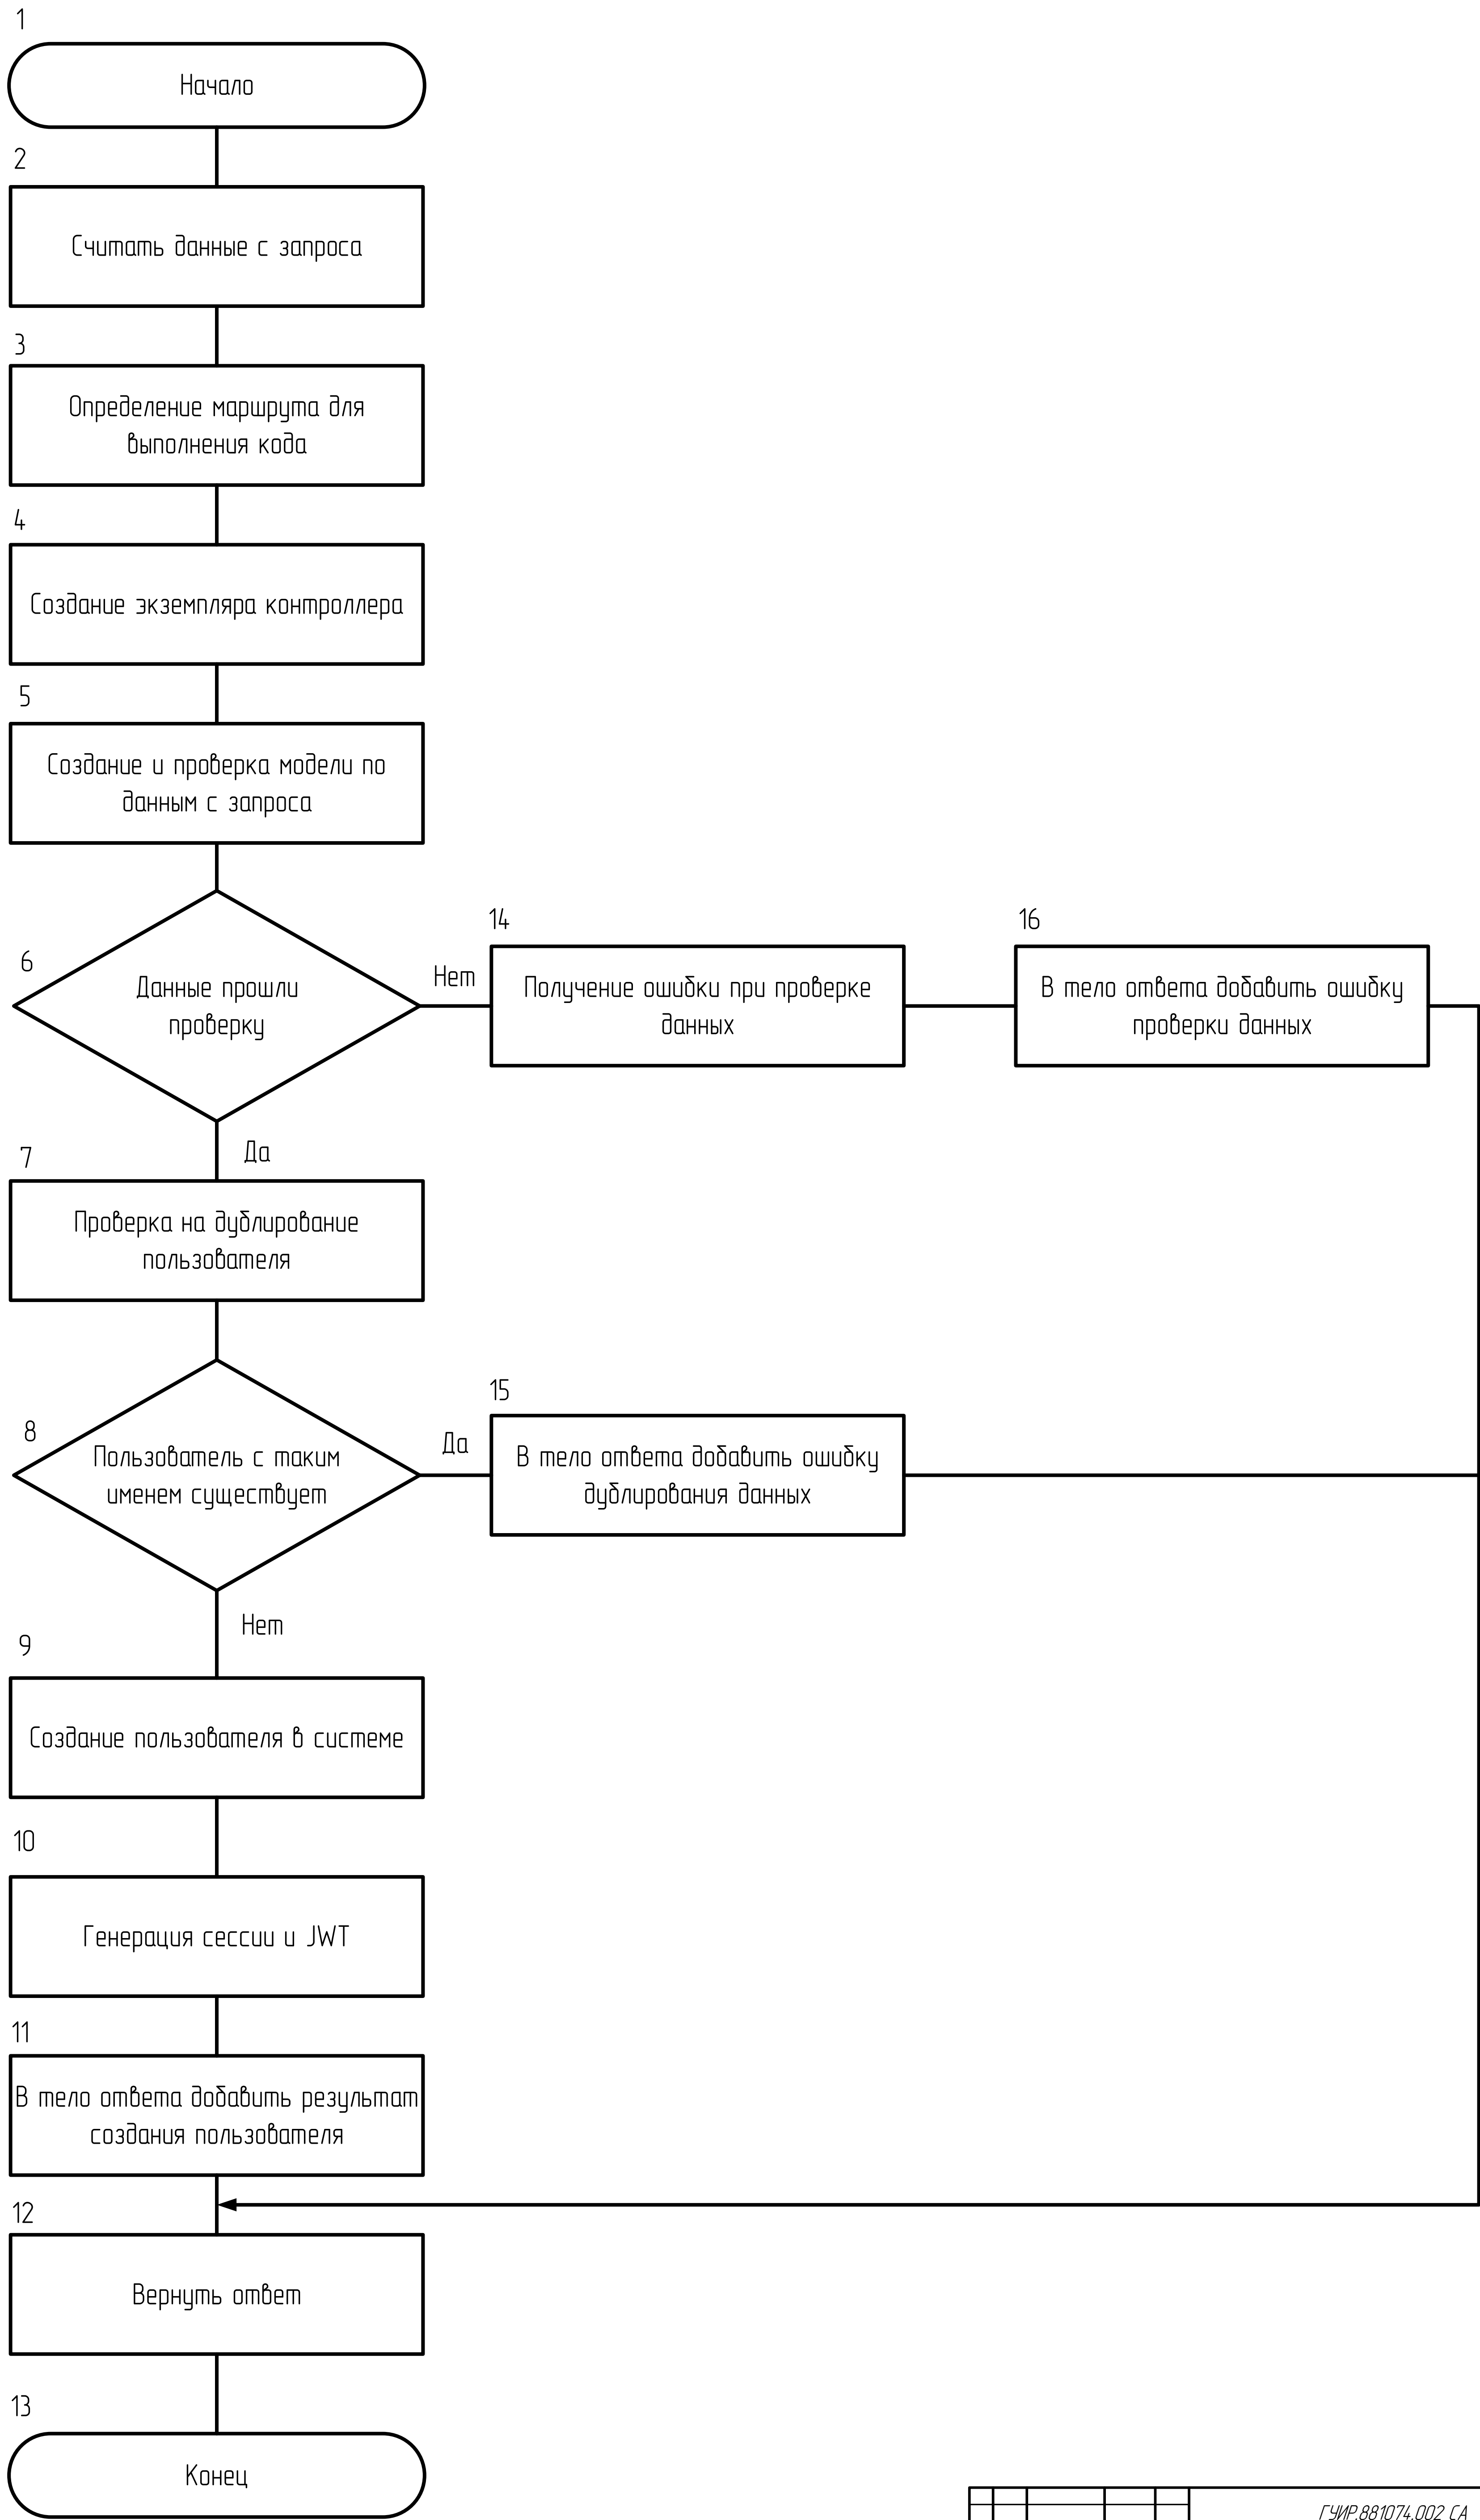 1
Начало
2
Считать данные с запроса
3
Определение маршрута для
выполнения кода
4
Создание экземпляра контроллера
5
Создание и проверка модели по
данным с запроса
6
Данные прошли
проверку
Нет
14
Получение ошибки при проверке
данных
16
В тело ответа добавить ошибку
проверки данных
Да
7
Проверка на дублирование
пользователя
8
Пользователь с таким
именем существует
Да
15
В тело ответа добавить ошибку
дублирования данных
Нет
9
Создание пользователя в системе
10
Генерация сессии и JWT
11
В тело ответа добавить результат
создания пользователя
12
Вернуть ответ
13
Конец
ГУИР.881074.002 СА